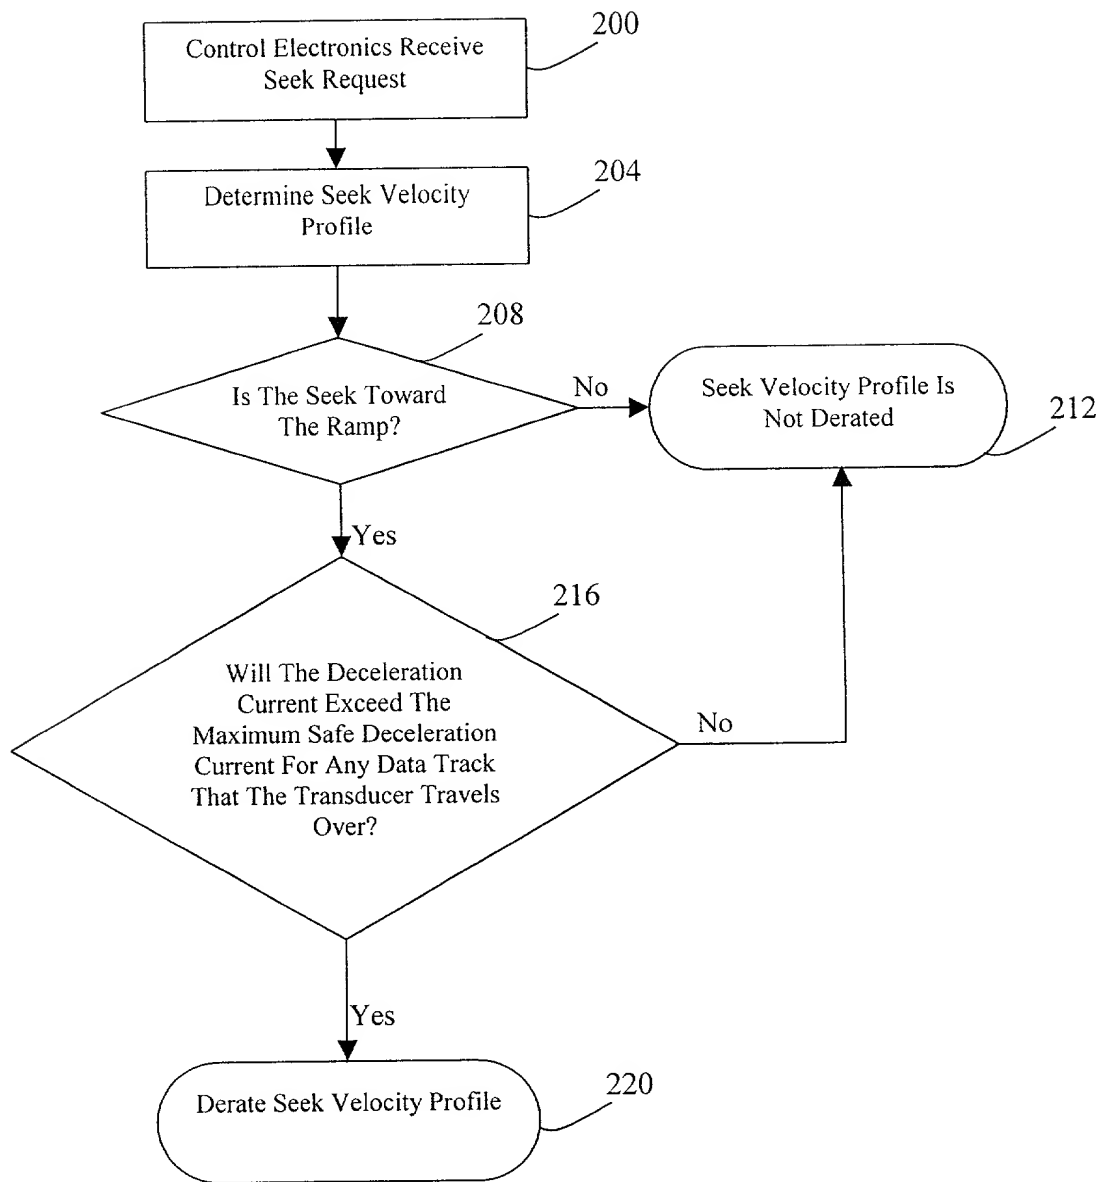 200
Control Electronics Receive
Seek Request
204
Determine Seek Velocity
Profile
208
Is The Seek Toward
The Ramp?
No
Seek Velocity Profile Is
Not Derated
212
Yes
216
Will The Deceleration
Current Exceed The
Maximum Safe Deceleration
Current For Any Data Track
That The Transducer Travels
Over?
No
Yes
Derate Seek Velocity Profile
220